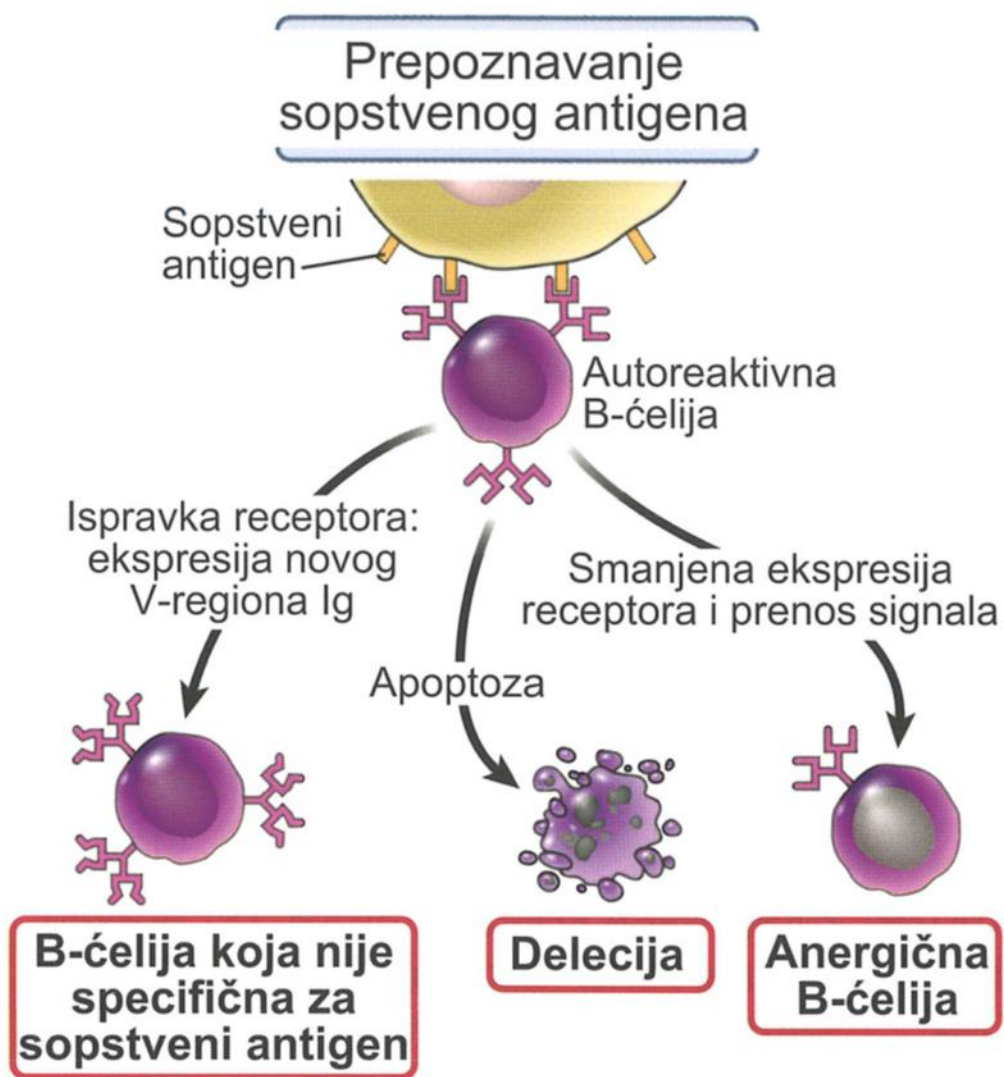 Prepoznavanje
sopstvenog antigena
Sopstveni
antigen
Autoreaktivna
B-ćelija
Ispravka receptora:
ekspresija novog
V-regiona Ig
Apoptoza
Smanjena ekspresija
receptora i prenos signala
B-ćelija koja nije
specifična za
sopstveni antigen
Delecija
Anergična
B-ćelija